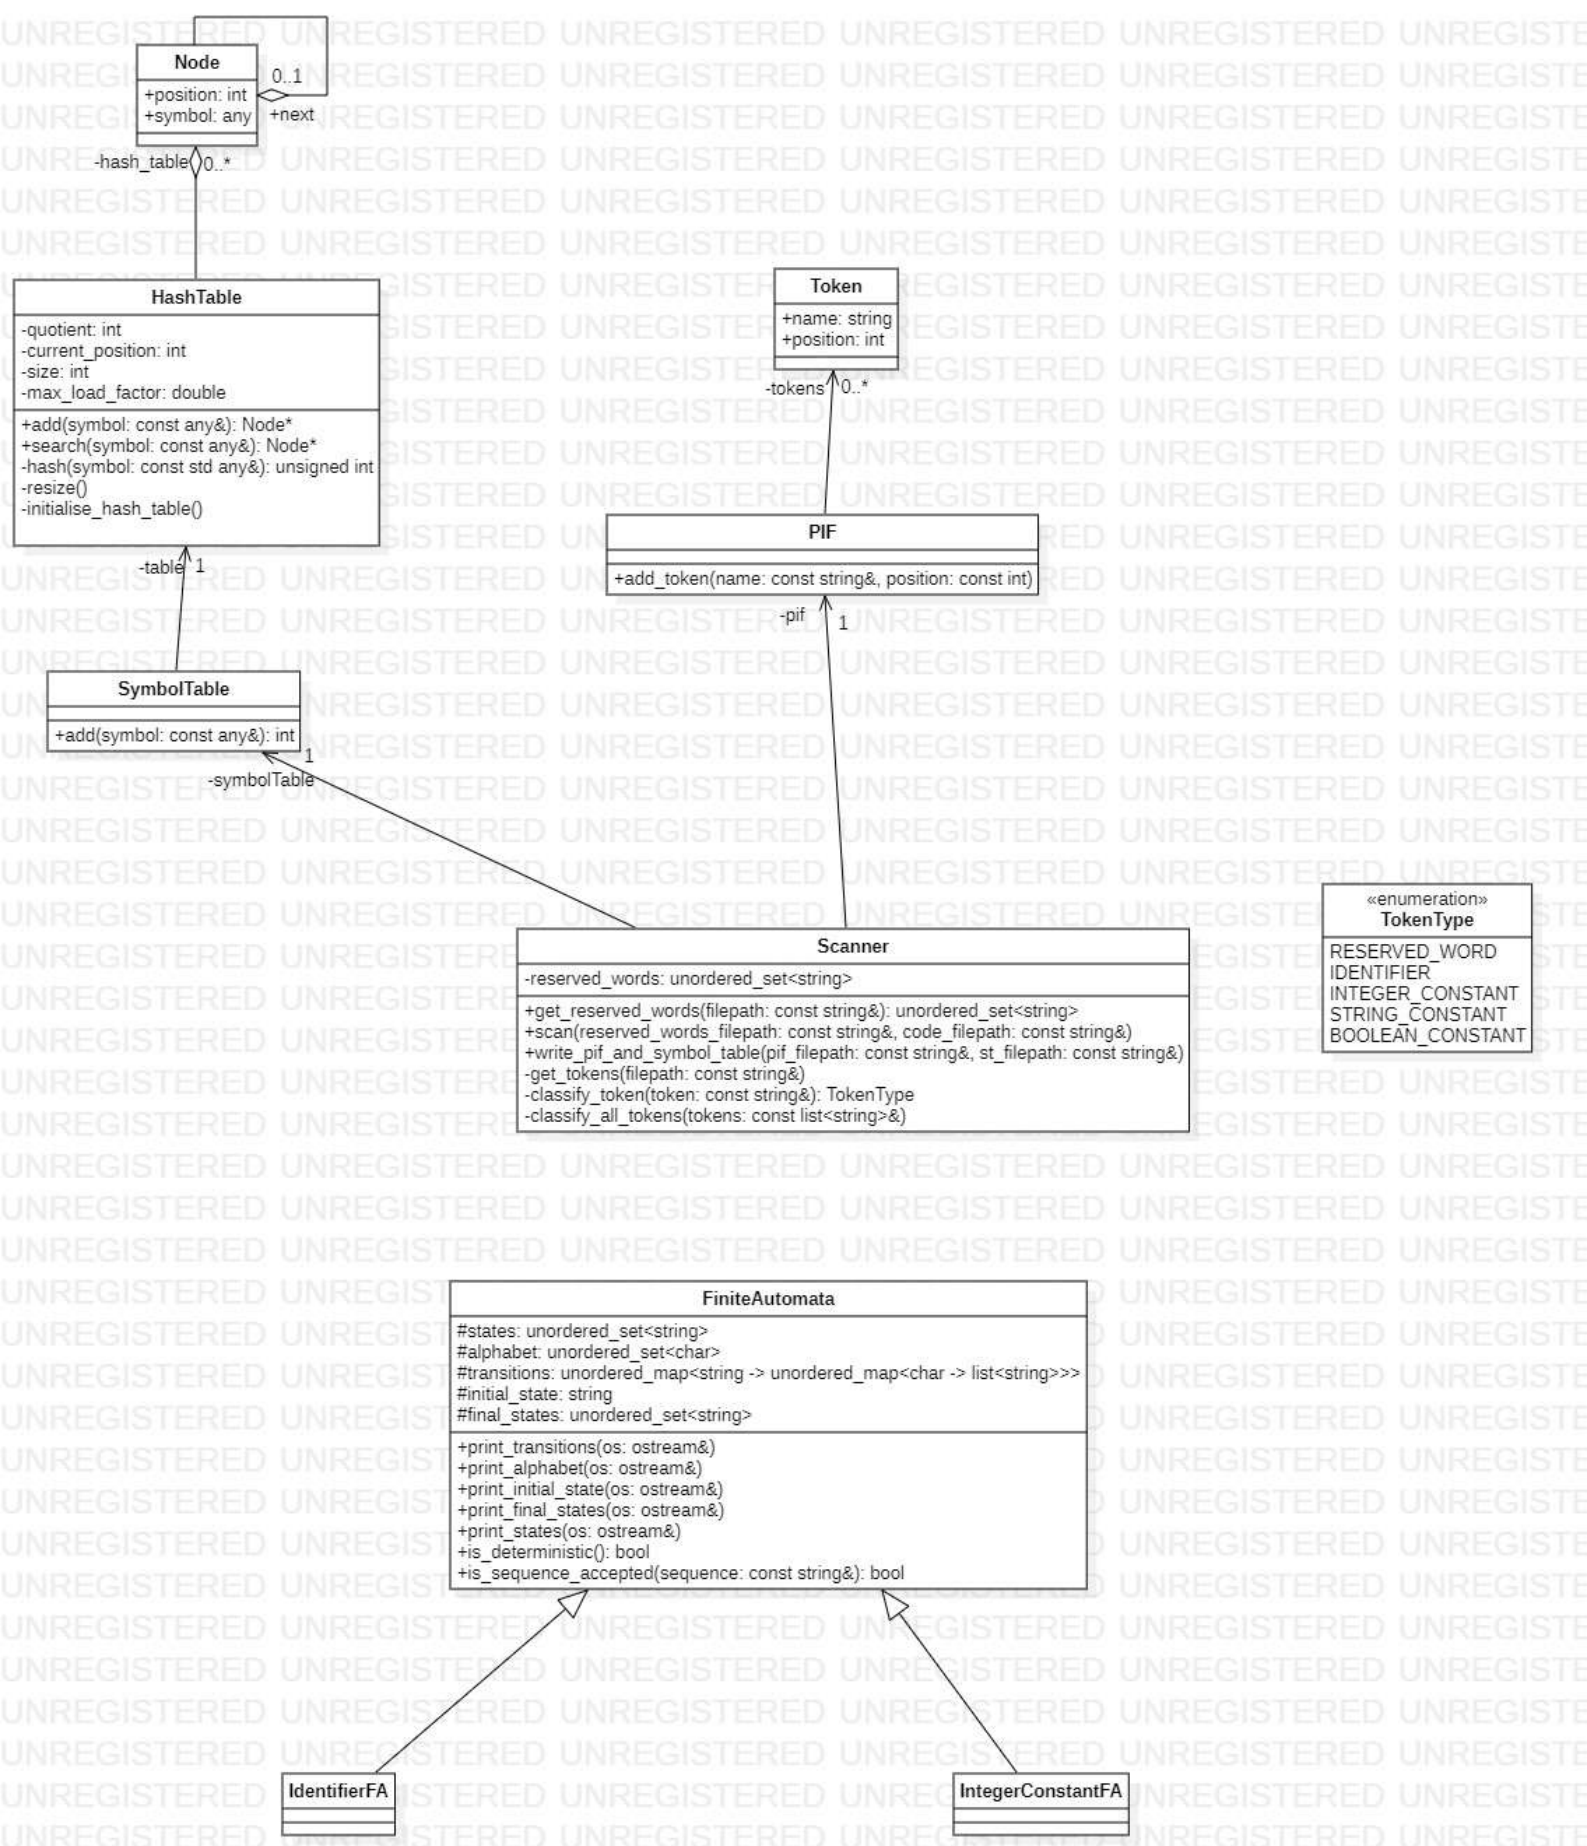 Node
0..1
+position: int
+symbol: any
+next
-hash_table
0..*
HashTable
-quotient: int
-current_position: int
-size: int
-max_load_factor: double
+add(symbol: const any&): Node*
+search(symbol: const any&): Node*
-hash(symbol: const std any&): unsigned int
-resize()
-initialise_hash_table()
-table
1
SymbolTable
+add(symbol: const any&): int
1
-symbolTable
Token
+name: string
+position: int
-tokens
0..*
PIF
+add_token(name: const string&, position: const int)
-pif
1
Scanner
-reserved_words: unordered_set<string>
+get_reserved_words(filepath: const string&): unordered_set<string>
+scan(reserved_words_filepath: const string&, code_filepath: const string&)
+write_pif_and_symbol_table(pif_filepath: const string&, st_filepath: const string&)
-get_tokens(filepath: const string&)
-classify_token(token: const string&): TokenType
-classify_all_tokens(tokens: const list<string>&)
«enumeration»
TokenType
RESERVED_WORD
IDENTIFIER
INTEGER_CONSTANT
STRING_CONSTANT
BOOLEAN_CONSTANT
FiniteAutomata
#states: unordered_set<string>
#alphabet: unordered_set<char>
#transitions: unordered_map<string -> unordered_map<char -> list<string>>>
#initial_state: string
#final_states: unordered_set<string>
+print_transitions(os: ostream&)
+print_alphabet(os: ostream&)
+print_initial_state(os: ostream&)
+print_final_states(os: ostream&)
+print_states(os: ostream&)
+is_deterministic(): bool
+is_sequence_accepted(sequence: const string&): bool
IdentifierFA
IntegerConstantFA
UNREGISTERED